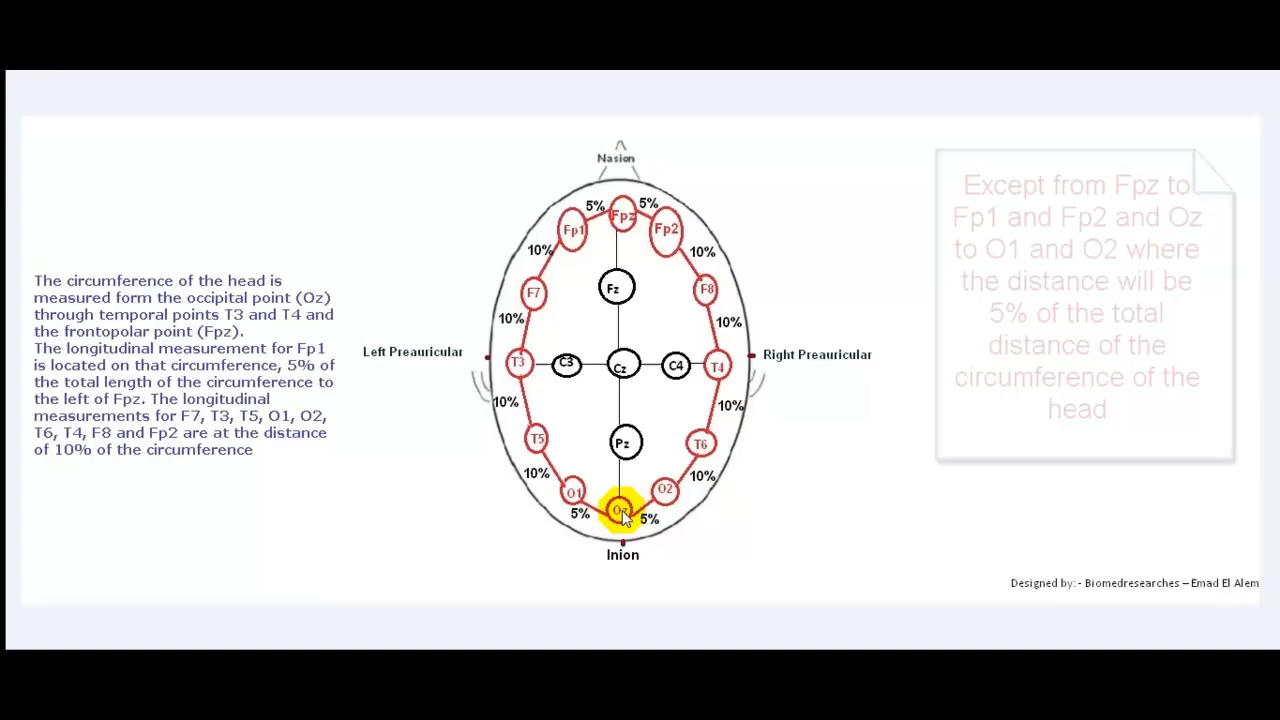 Nasion
5%
5%
Fpz
Fp1
Fp2
10%
10%
F7
Fz
F8
10%
10%
Left Preauricular
T3
C3
Cz
C4
T4
Right Preauricular
10%
10%
T5
Pz
T6
10%
10%
O1
Oz
O2
5%
5%
Inion
The circumference of the head is
measured form the occipital point (Oz)
through temporal points T3 and T4 and
the frontopolar point (Fpz).
The longitudinal measurement for Fp1
is located on that circumference, 5% of
the total length of the circumference to
the left of Fpz. The longitudinal
measurements for F7, T3, T5, O1, O2,
T6, T4, F8 and Fp2 are at the distance
of 10% of the circumference
Except from Fpz to
Fp1 and Fp2 and Oz
to O1 and O2 where
the distance will be
5% of the total
distance of the
circumference of the
head
Designed by:- Biomedresearches – Emad El Alem